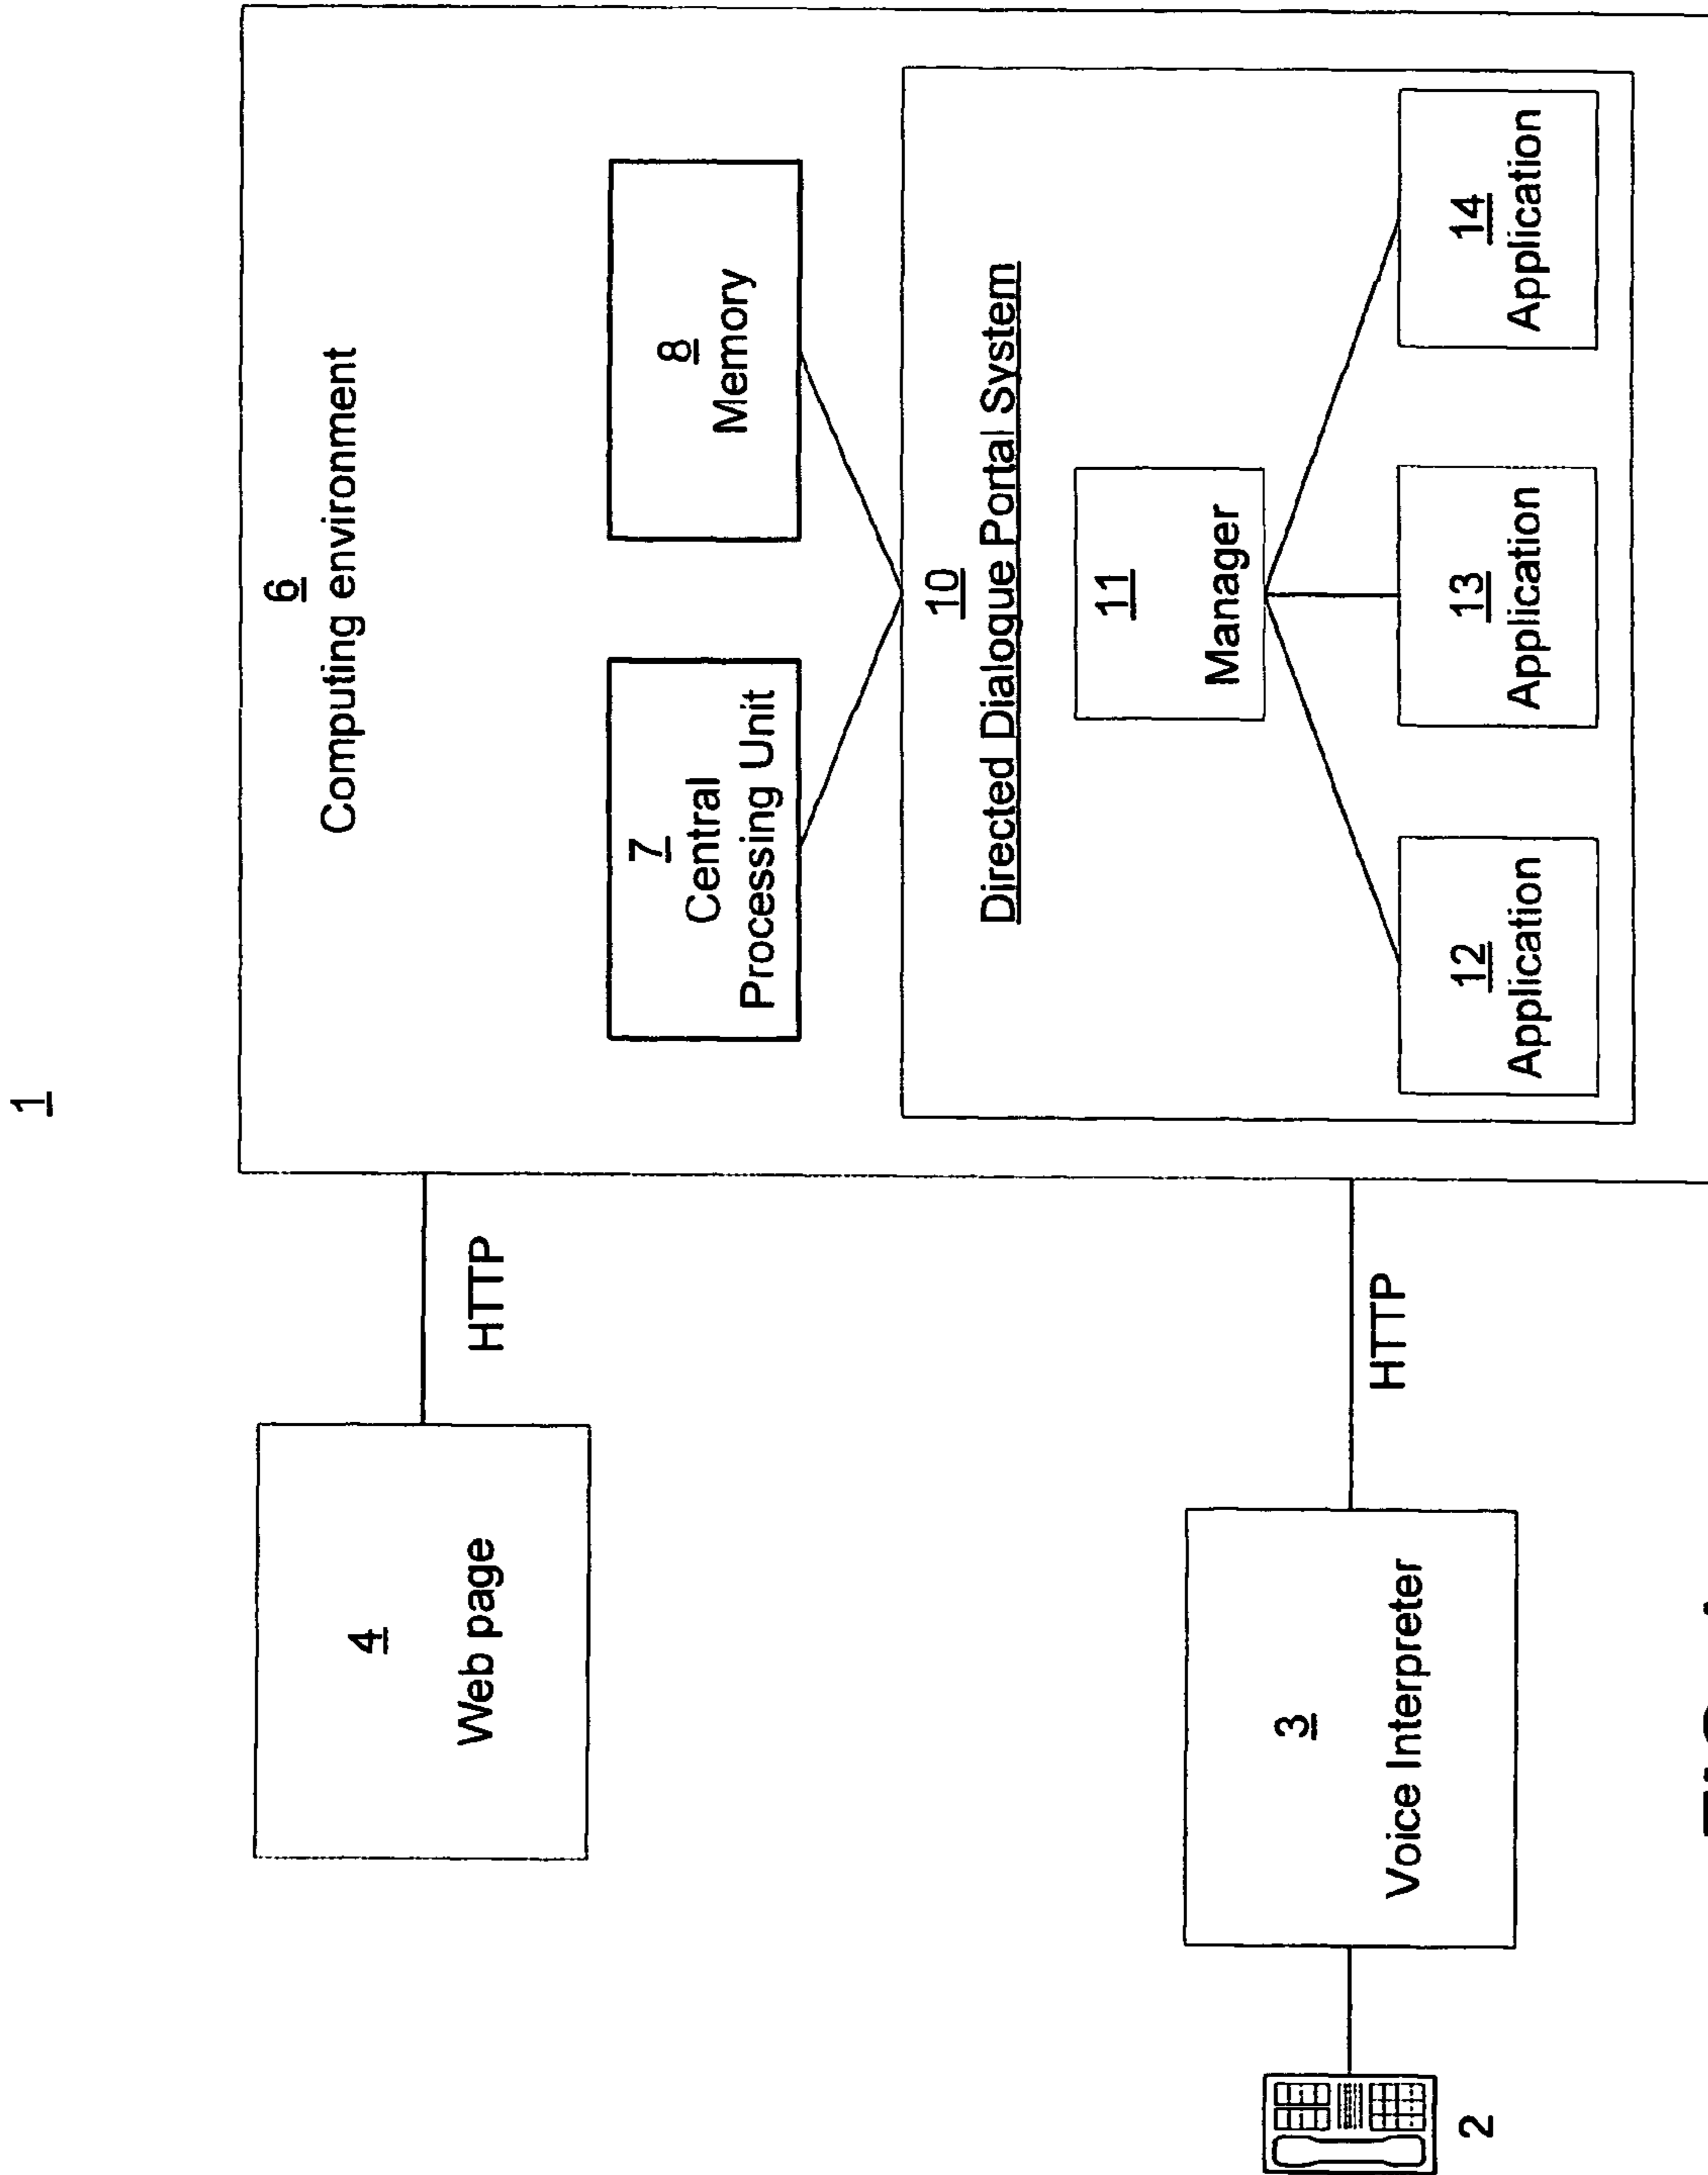 1
6
Computing environment
7
Central
Processing Unit
8
Memory
10
Directed Dialogue Portal System
11
Manager
12
Application
13
Application
14
Application
4
Web page
HTTP
3
Voice Interpreter
HTTP
2